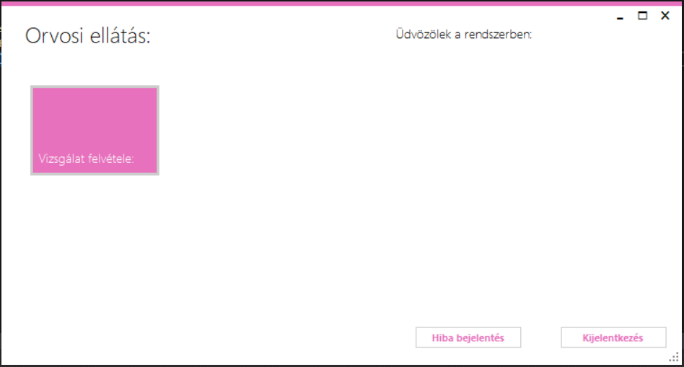 Orvosi ellátás:
Üdvözölek a rendszerben:
Vizsgálat felvétele:
Hiba bejelentés
Kijelentkezés